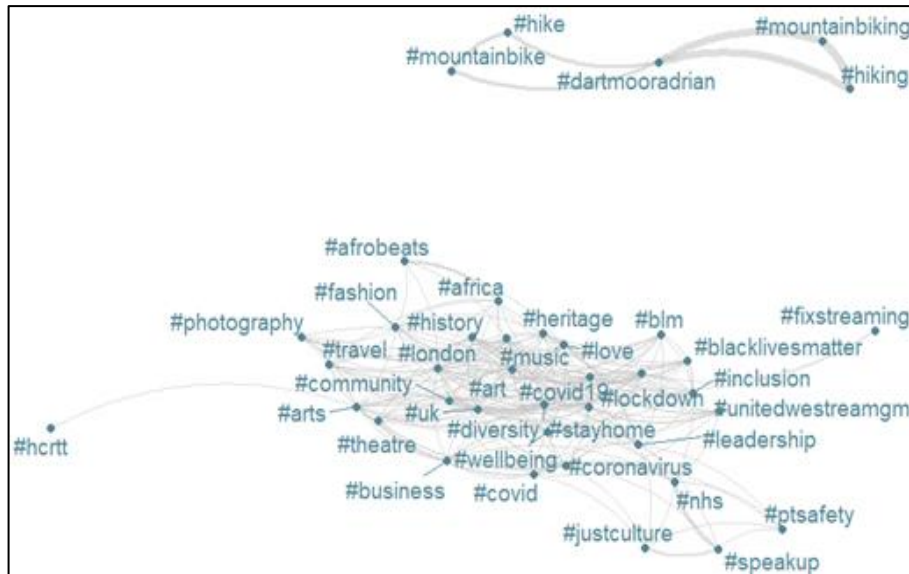 #hike
#mountainbiking
#mountainbike
#dartmooradrian
#hiking
#afrobeats
#fashion
#africa
#photography
#history
#heritage
#blm
#fixstreaming
#travel
#london
#music
#love
#blacklivesmatter
#community
#art
#covid19
#lockdown
#inclusion
#arts
#uk
#unitedwestreamgm
#theatre
#diversity
#stayhome
#leadership
#hcrtt
#wellbeing
#coronavirus
#business
#covid
#nhs
#ptsafety
#justculture
#speakup